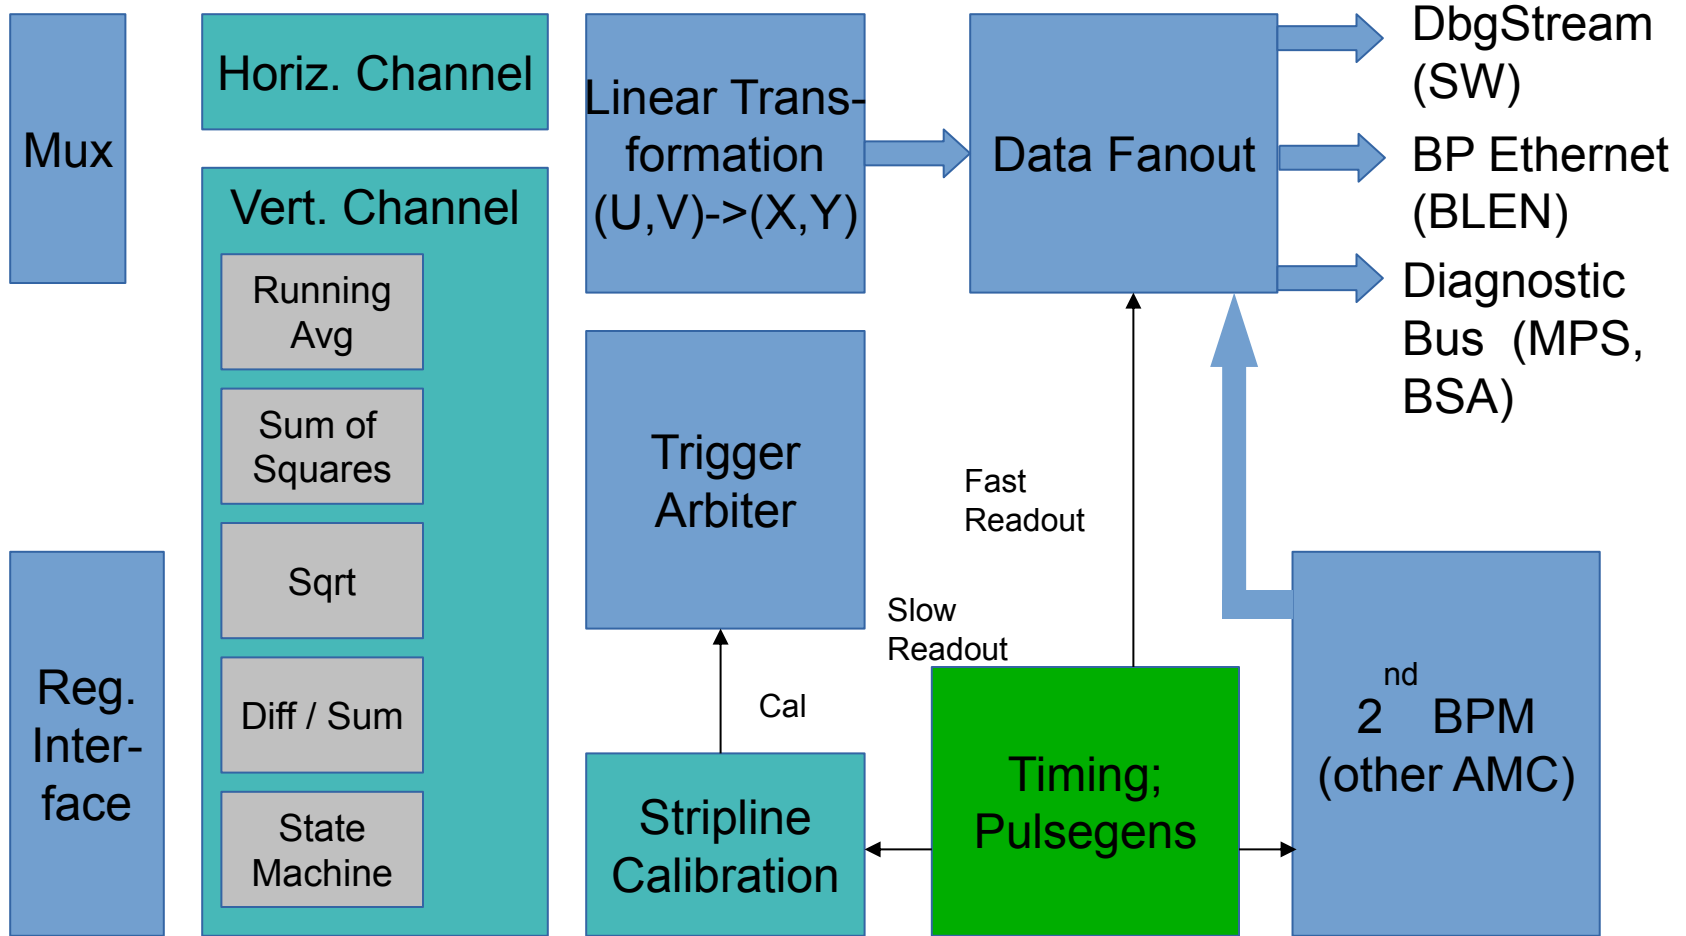 Mux
Horiz. Channel
Vert. Channel
Running
Avg
Sum of
Squares
Sqrt
Diff / Sum
State
Machine
Reg.
Inter-
face
Linear Trans-
formation
(U,V)->(X,Y)
Trigger
Arbiter
Cal
Stripline
Calibration
Data Fanout
Fast
Readout
Slow
Readout
Timing;
Pulsegens
DbgStream
(SW)
BP Ethernet
(BLEN)
Diagnostic
Bus (MPS,
BSA)
2nd BPM
(other AMC)